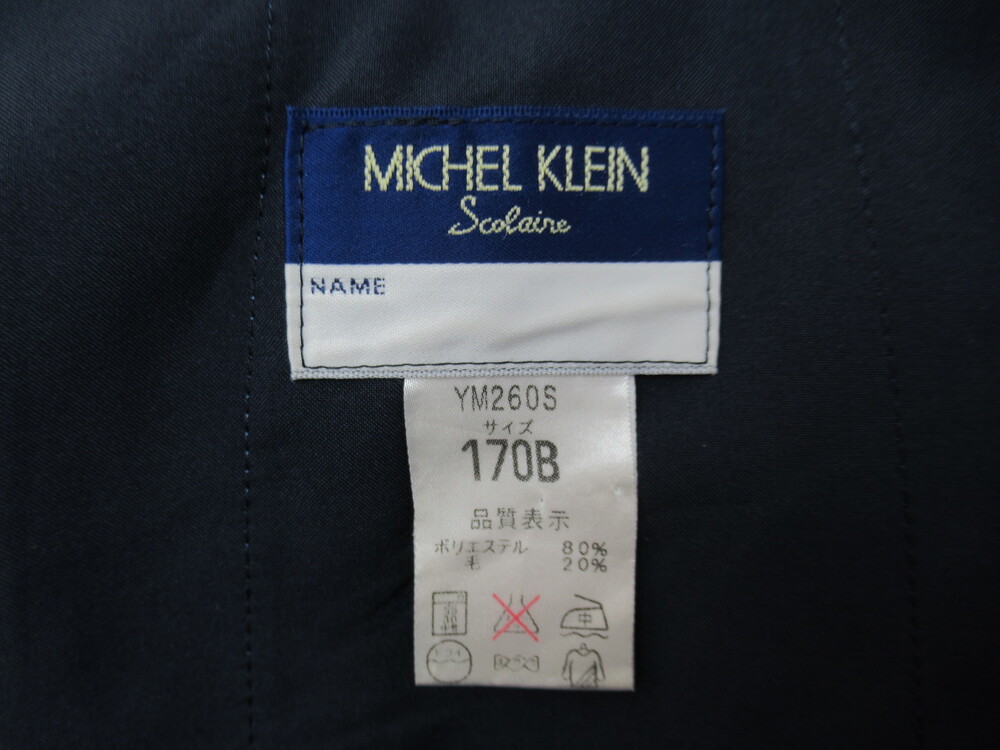 MICHEL KLEIN
Scolaire
NAME
YM260S
サイズ
170B
品質表示
ポリエステル 80%
毛 20%
中